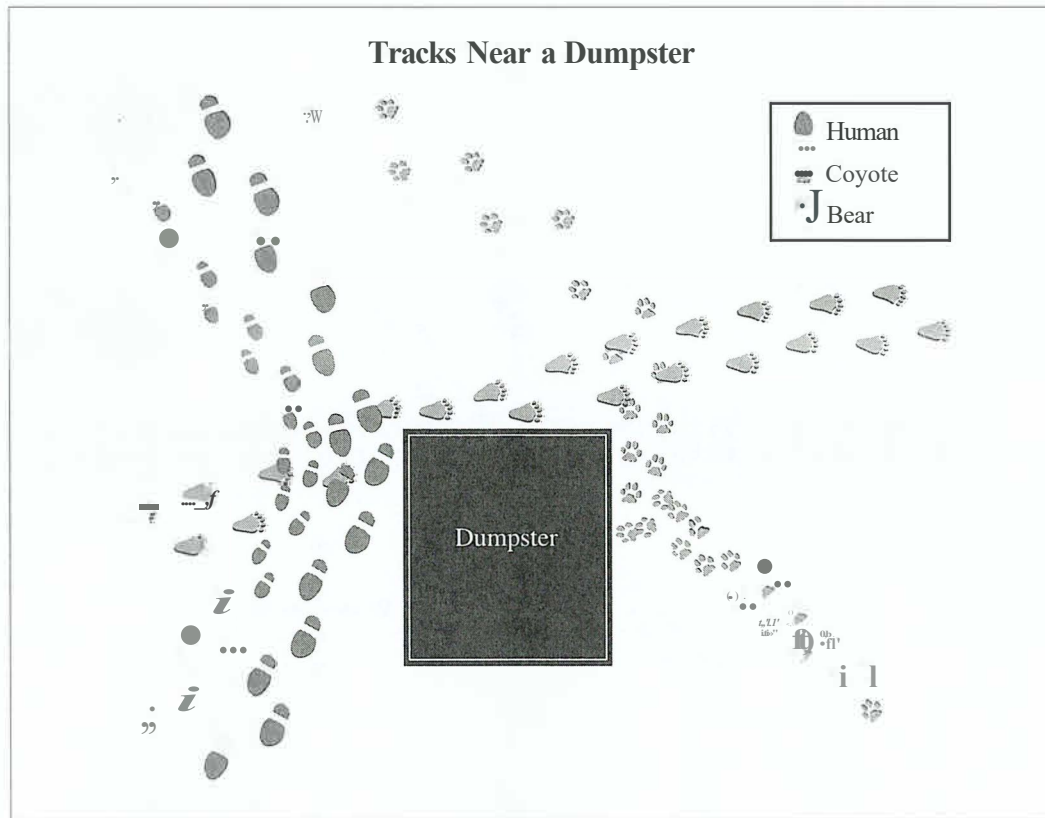 Tracks Near a Dumpster
Human
Coyote
Bear
Dumpster